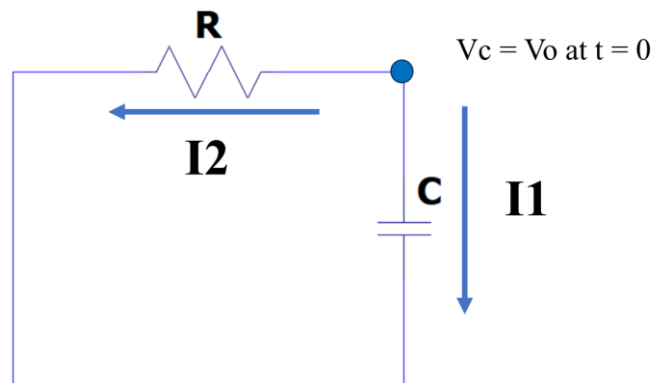 R
Vc = Vo at t = 0
I2
C
I1